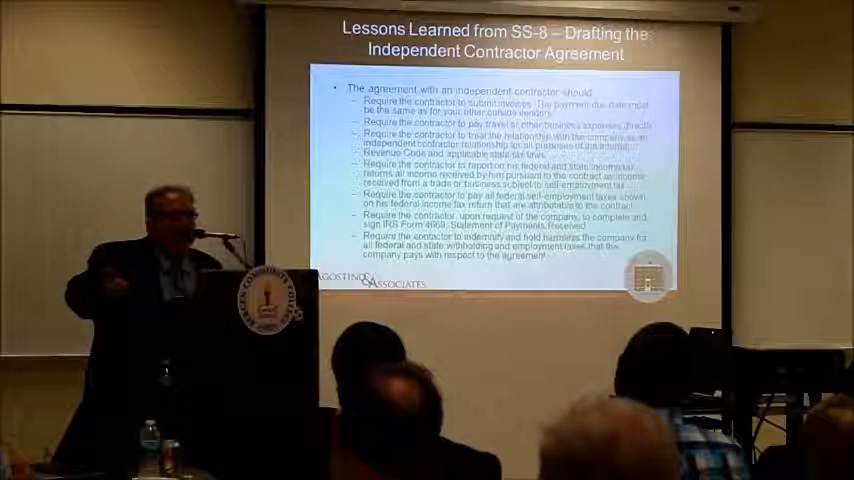 Lessons Learned from SS-8 – Drafting the
Independent Contractor Agreement
• The agreement with an independent contractor should
– Require the contractor to submit invoices. The payment due date must
be the same as for your other outside vendors.
– Require the contractor to pay travel or other business expenses directly
– Require the contractor to treat the relationship with the company as an
independent contractor relationship for all purposes of the Internal
Revenue Code and applicable state tax laws.
– Require the contractor to report on his federal and state income tax
returns all income received by him pursuant to the contract as income
received from a trade or business subject to self-employment tax.
– Require the contractor to pay all federal self-employment taxes shown
on his federal income tax return that are attributable to the contract.
– Require the contractor, upon request of the company, to complete and
sign IRS Form 4669, Statement of Payments Received
– Require the contactor to indemnify and hold harmless the company for
all federal and state withholding and employment taxes that the
company pays with respect to the agreement
AGOSTINO & ASSOCIATES
BERGEN COMMUNITY COLLEGE